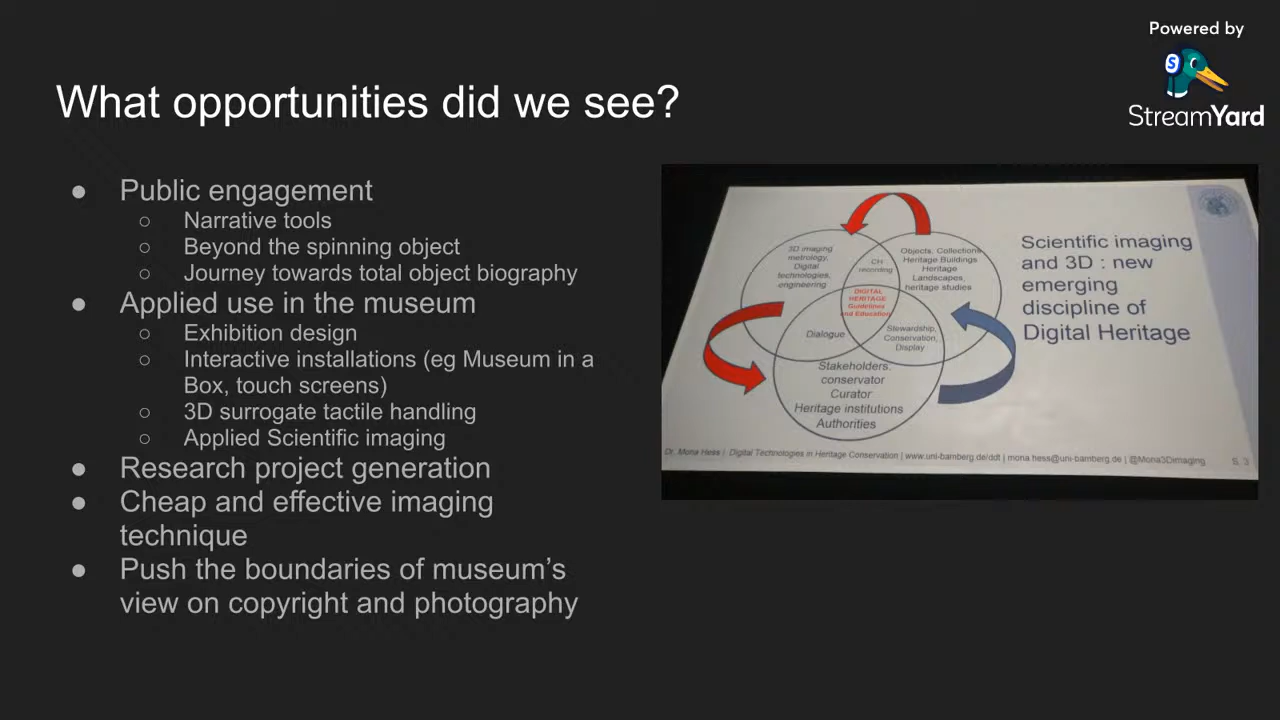 Powered by
StreamYard
What opportunities did we see?
● Public engagement
○ Narrative tools
○ Beyond the spinning object
○ Journey towards total object biography
● Applied use in the museum
○ Exhibition design
○ Interactive installations (eg Museum in a
Box, touch screens)
○ 3D surrogate tactile handling
○ Applied Scientific imaging
● Research project generation
● Cheap and effective imaging
technique
● Push the boundaries of museum’s
view on copyright and photography
3D imaging
metrology,
Digital
technologies,
engineering
CH
recording
Objects, Collections
Heritage Buildings
Heritage
Landscapes,
heritage studies
DIGITAL
HERITAGE
Guidelines
and Education
Dialogue
Stewardship,
Conservation,
Display
Stakeholders:
conservator
Curator
Heritage institutions
Authorities
Scientific imaging
and 3D : new
emerging
discipline of
Digital Heritage
Dr. Mona Hess | Digital Technologies in Heritage Conservation | www.uni-bamberg.de/ddt | mona.hess@uni-bamberg.de | @Mona3Dimaging S. 3